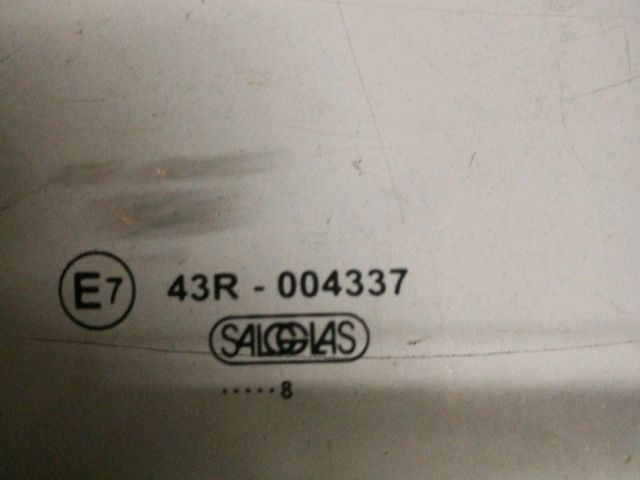 E7 43R - 004337
SALGGLAS
.....8